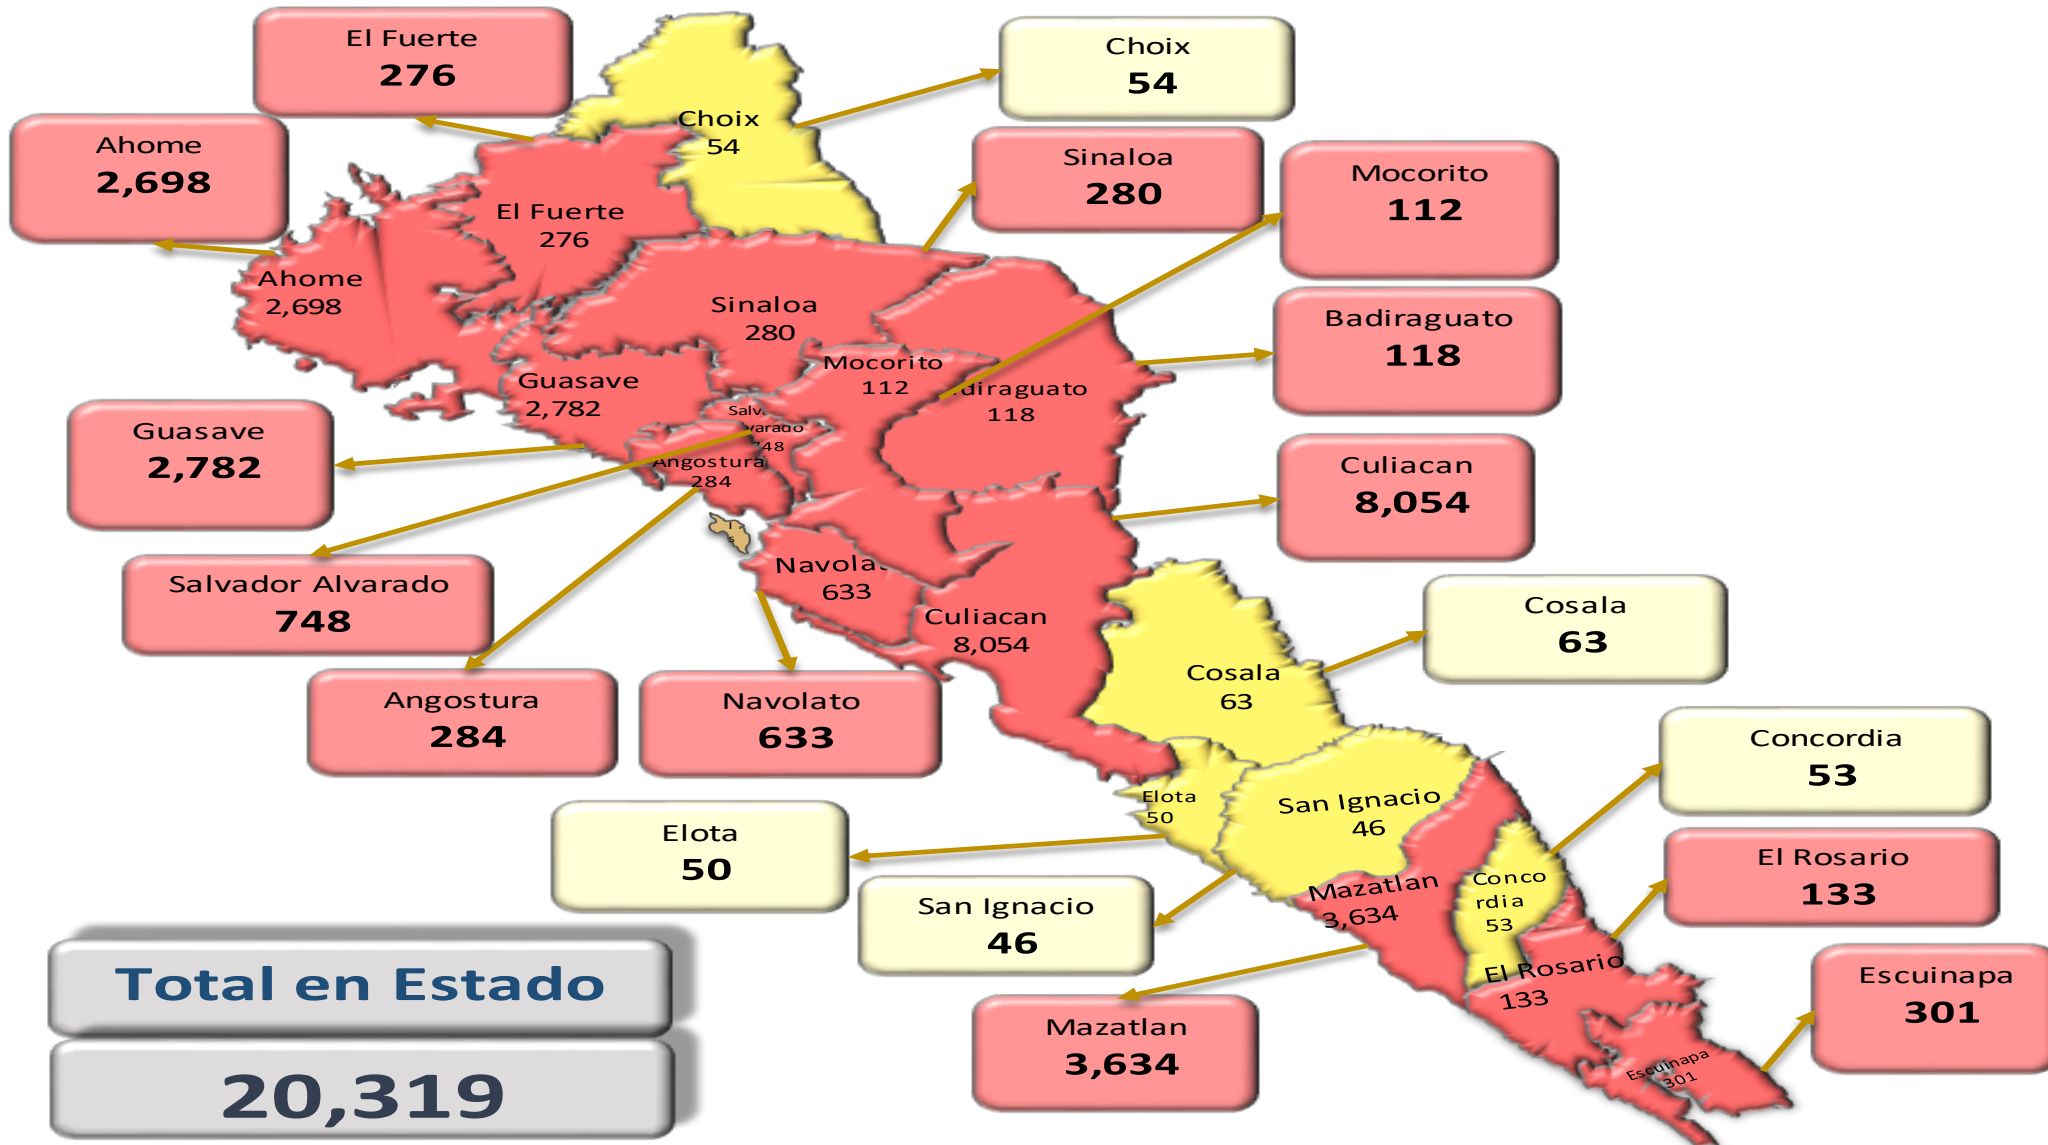 El Fuerte
276
Choix
54
Ahome
2,698
Sinaloa
280
Mocorito
112
Badiraguato
118
Guasave
2,782
Culiacan
8,054
Salvador Alvarado
748
Cosala
63
Angostura
284
Navolato
633
Concordia
53
Elota
50
El Rosario
133
San Ignacio
46
Escuinapa
301
Mazatlan
3,634
Choix
54
El Fuerte
276
Ahome
2,698
Sinaloa
280
Mocorito
112
diraguato
118
Guasave
2,782
Salv
varado
748
Angostura
284
Navolat
633
Culiacan
8,054
Cosala
63
Elota
50
San Ignacio
46
Mazatlan
3,634
Conco
rdia
53
El Rosario
133
Escuinapa
301
Total en Estado
20,319